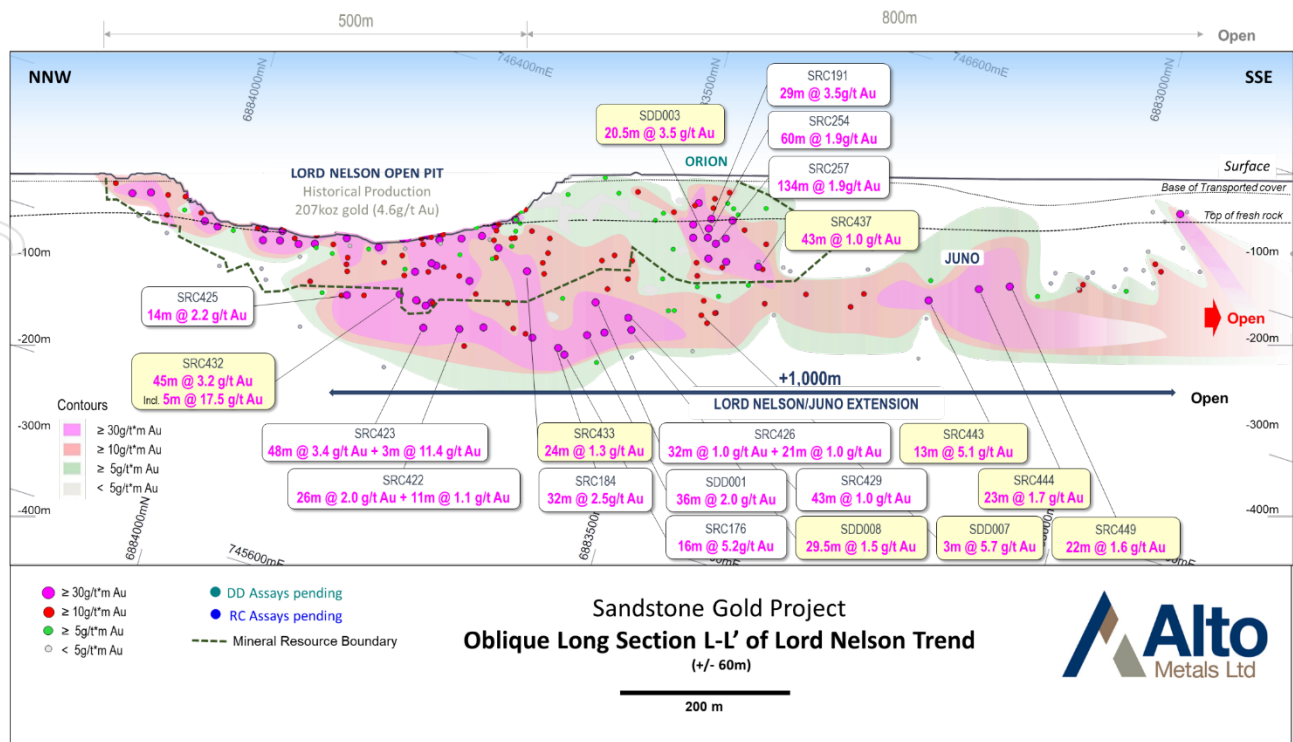 500m
800m
Open
NNW
SSE
6884000mN
746400mE
6883500mN
746600mE
6883000mN
SRC191
29m @ 3.5g/t Au
SDD003
20.5m @ 3.5 g/t Au
SRC254
60m @ 1.9g/t Au
ORION
SRC257
134m @ 1.9g/t Au
LORD NELSON OPEN PIT
Historical Production
207koz gold (4.6g/t Au)
Surface
Base of Transported cover
Top of fresh rock
SRC437
43m @ 1.0 g/t Au
-100m
-100m
JUNO
SRC425
14m @ 2.2 g/t Au
Open
-200m
-200m
SRC432
45m @ 3.2 g/t Au
Incl. 5m @ 17.5 g/t Au
+1,000m
LORD NELSON/JUNO EXTENSION
Open
Contours
≥ 30g/t*m Au
≥ 10g/t*m Au
≥ 5g/t*m Au
< 5g/t*m Au
-300m
-300m
SRC423
48m @ 3.4 g/t Au + 3m @ 11.4 g/t Au
SRC433
24m @ 1.3 g/t Au
SRC426
32m @ 1.0 g/t Au + 21m @ 1.0 g/t Au
SRC443
13m @ 5.1 g/t Au
SRC422
26m @ 2.0 g/t Au + 11m @ 1.1 g/t Au
SRC184
32m @ 2.5g/t Au
SDD001
36m @ 2.0 g/t Au
SRC429
43m @ 1.0 g/t Au
SRC444
23m @ 1.7 g/t Au
-400m
-400m
SRC176
16m @ 5.2g/t Au
SDD008
29.5m @ 1.5 g/t Au
SDD007
3m @ 5.7 g/t Au
SRC449
22m @ 1.6 g/t Au
6884000mN
745600mE
6883500mN
≥ 30g/t*m Au
≥ 10g/t*m Au
≥ 5g/t*m Au
< 5g/t*m Au
DD Assays pending
RC Assays pending
Mineral Resource Boundary
Sandstone Gold Project
Oblique Long Section L-L' of Lord Nelson Trend
(+/- 60m)
200 m
Alto
Metals Ltd